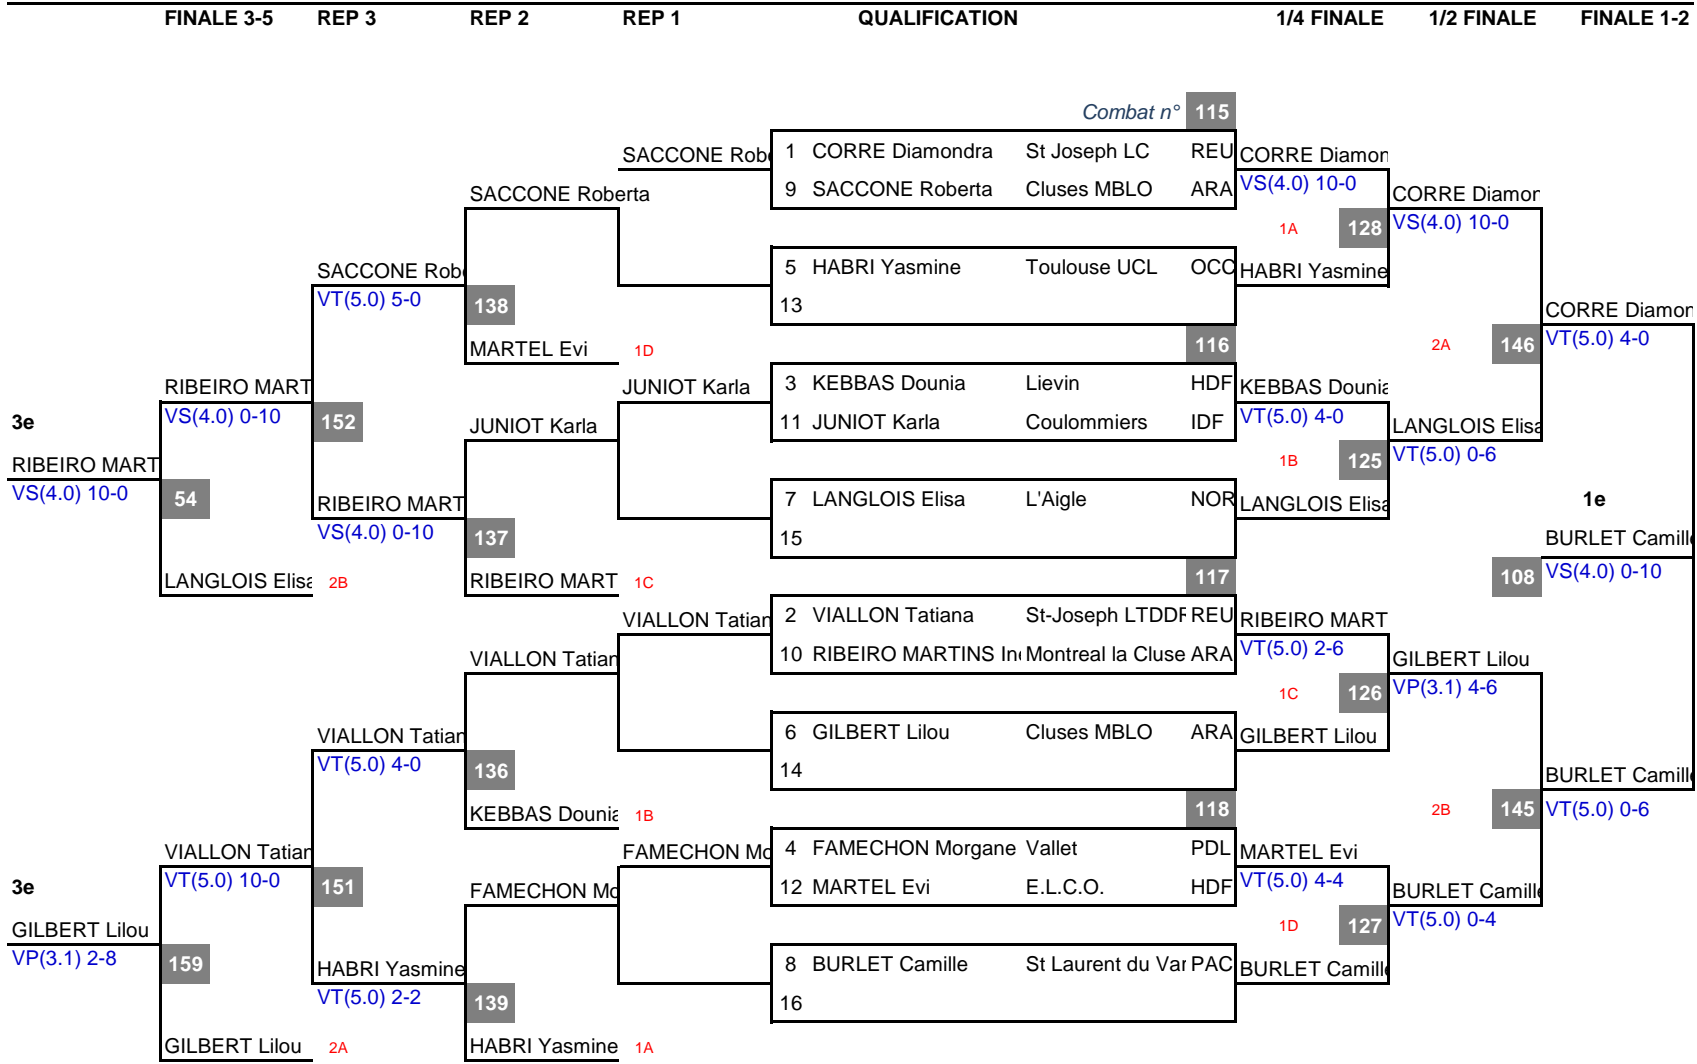 FINALE 3-5 REP 3 REP 2 REP 1 QUALIFICATION 1/4 FINALE 1/2 FINALE FINALE 1-2
Combat n° 115
SACCONE Rob 1 CORRE Diamondra St Joseph LC REU CORRE Diamon
SACCONE Roberta 9 SACCONE Roberta Cluses MBLO ARA VS(4.0) 10-0 CORRE Diamon
1A 128 VS(4.0) 10-0
SACCONE Rob 5 HABRI Yasmine Toulouse UCL OCC HABRI Yasmine
VT(5.0) 5-0 138 13 CORRE Diamon
MARTEL Evi 1D 116 2A 146 VT(5.0) 4-0
RIBEIRO MART JUNIOT Karla 3 KEBBAS Dounia Lievin HDF KEBBAS Dounia
3e VS(4.0) 0-10 152 JUNIOT Karla 11 JUNIOT Karla Coulommiers IDF VT(5.0) 4-0 LANGLOIS Elisa
RIBEIRO MART 1B 125 VT(5.0) 0-6
VS(4.0) 10-0 54 RIBEIRO MART 7 LANGLOIS Elisa L'Aigle NOR LANGLOIS Elisa 1e
VS(4.0) 0-10 137 15 BURLET Camille
LANGLOIS Elisa 2B RIBEIRO MART 1C 117 108 VS(4.0) 0-10
VIALLON Tatian 2 VIALLON Tatiana St-Joseph LTDDF REU RIBEIRO MART
VIALLON Tatian 10 RIBEIRO MARTINS In Montreal la Cluse ARA VT(5.0) 2-6 GILBERT Lilou
1C 126 VP(3.1) 4-6
VIALLON Tatian 6 GILBERT Lilou Cluses MBLO ARA GILBERT Lilou
VT(5.0) 4-0 136 14 BURLET Camille
KEBBAS Dounia 1B 118 2B 145 VT(5.0) 0-6
VIALLON Tatian FAMECHON Mo 4 FAMECHON Morgane Vallet PDL MARTEL Evi
3e VT(5.0) 10-0 151 FAMECHON Mo 12 MARTEL Evi E.L.C.O. HDF VT(5.0) 4-4 BURLET Camille
GILBERT Lilou 1D 127 VT(5.0) 0-4
VP(3.1) 2-8 159 HABRI Yasmine 8 BURLET Camille St Laurent du Var PAC BURLET Camille
VT(5.0) 2-2 139 16
GILBERT Lilou 2A HABRI Yasmine 1A